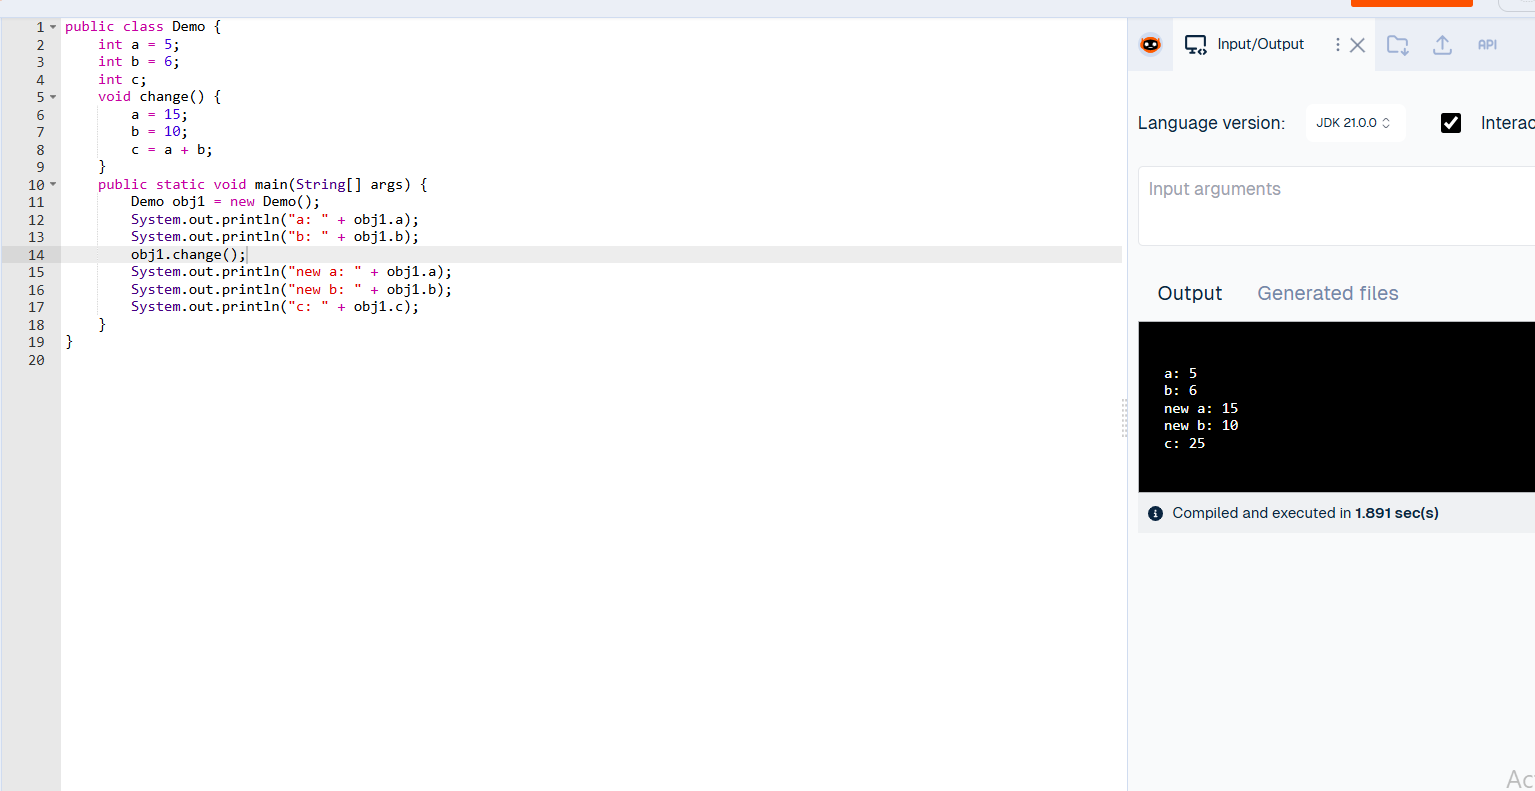 1 public class Demo {
2 int a = 5;
3 int b = 6;
4 int c;
5 void change() {
6 a = 15;
7 b = 10;
8 c = a + b;
9 }
10 public static void main(String[] args) {
11 Demo obj1 = new Demo();
12 System.out.println("a: " + obj1.a);
13 System.out.println("b: " + obj1.b);
14 obj1.change();
15 System.out.println("new a: " + obj1.a);
16 System.out.println("new b: " + obj1.b);
17 System.out.println("c: " + obj1.c);
18 }
19 }
20
Input/Output
API
Language version:
JDK 21.0.0
Interac
Input arguments
Output
Generated files
a: 5
b: 6
new a: 15
new b: 10
c: 25
Compiled and executed in 1.891 sec(s)
Ac